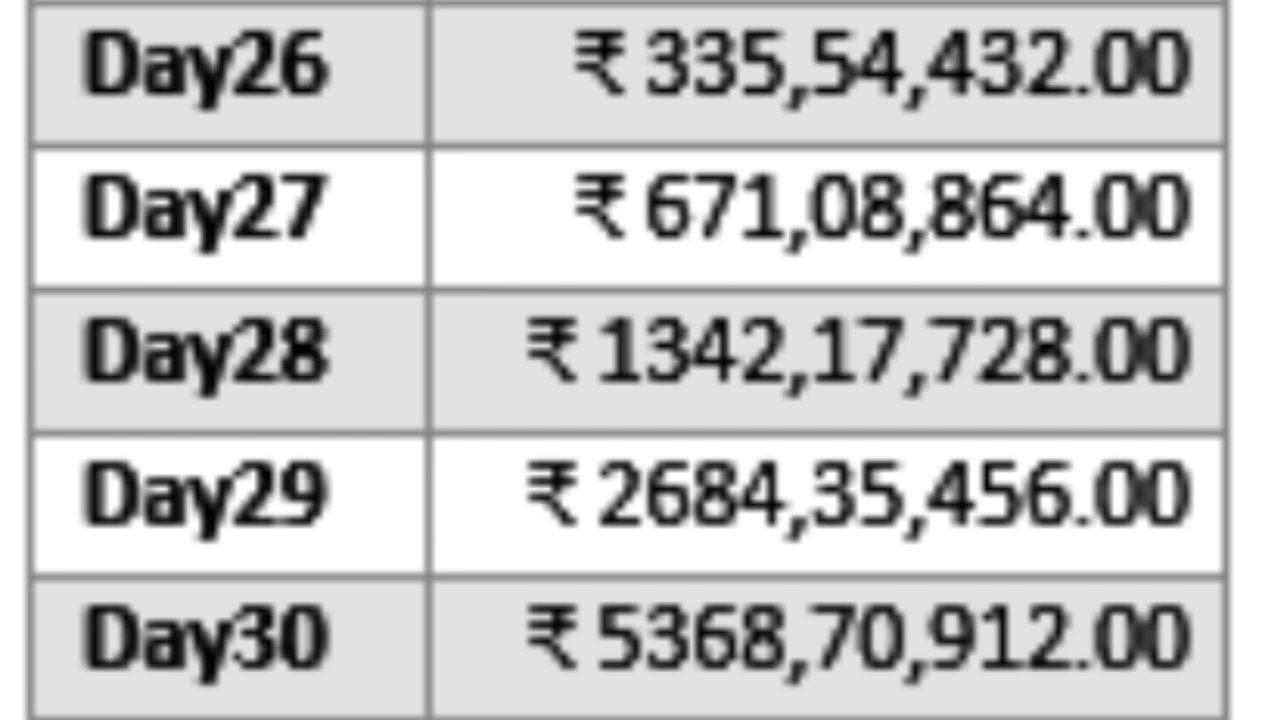 Day26 ₹ 335,54,432.00
Day27 ₹ 671,08,864.00
Day28 ₹ 1342,17,728.00
Day29 ₹ 2684,35,456.00
Day30 ₹ 5368,70,912.00